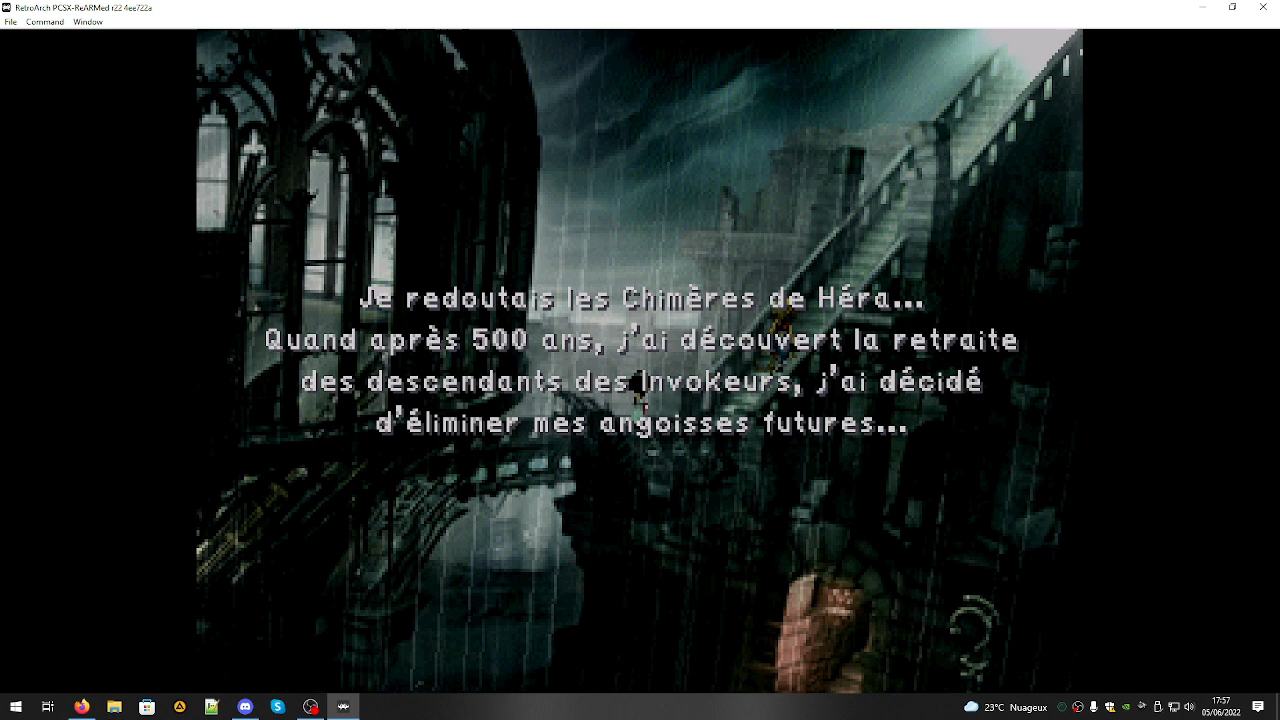 RetroArch PCSX-ReARMed r22 4ee722a
File Command Window
Je redoutais les Chimères de Héra...
Quand après 500 ans, j'ai découvert la retraite
des descendants des Invokeurs, j'ai décidé
d'éliminer mes angoisses futures...
?
23°C Nuageux
17:57
05/06/2022